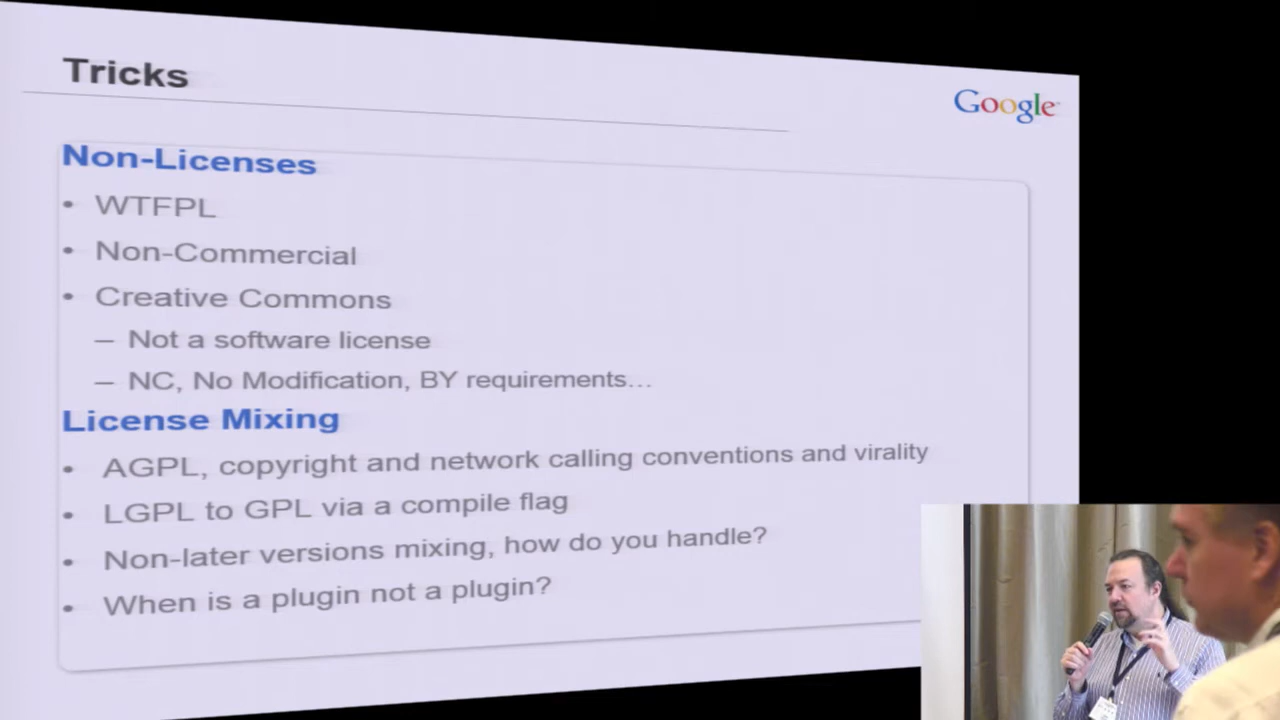 Tricks
Google
Non-Licenses
• WTFPL
• Non-Commercial
• Creative Commons
– Not a software license
– NC, No Modification, BY requirements…
License Mixing
• AGPL, copyright and network calling conventions and virality
• LGPL to GPL via a compile flag
• Non-later versions mixing, how do you handle?
• When is a plugin not a plugin?